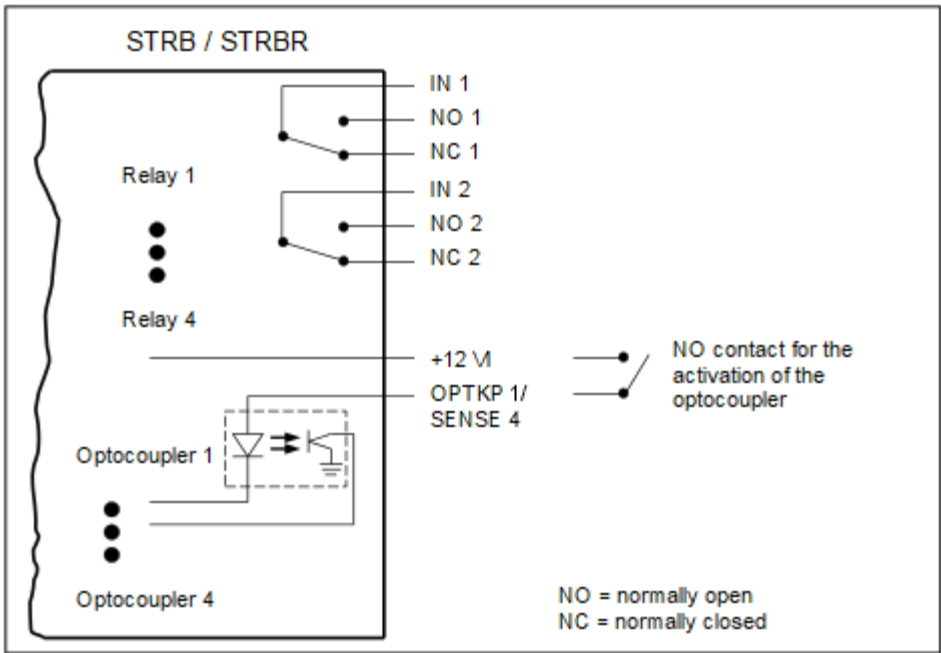 STRB / STRBR
IN 1
NO 1
NC 1
Relay 1
IN 2
NO 2
NC 2
Relay 4
+12 VI
NO contact for the
activation of the
optocoupler
OPTKP 1/
SENSE 4
Optocoupler 1
Optocoupler 4
NO = normally open
NC = normally closed